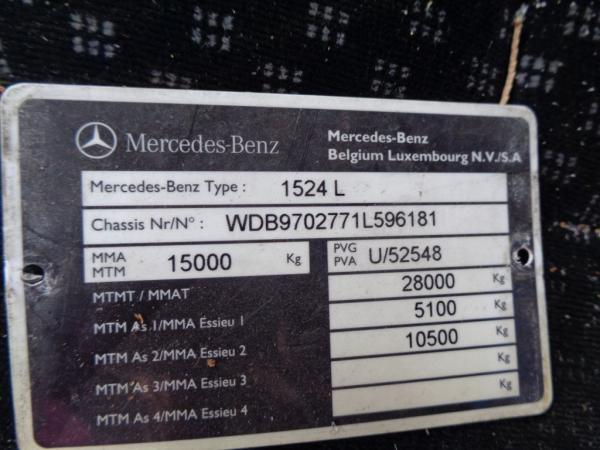 Mercedes-Benz
Mercedes-Benz
Belgium Luxembourg N.V./S.A
Mercedes-Benz Type : 1524 L
Chassis Nr/N° : WDB9702771L596181
MMA
MTM 15000 Kg
PVG
PVA U/52548
MTMT / MMAT 28000 Kg
MTM As 1/MMA Essieu 1 5100 Kg
MTM As 2/MMA Essieu 2 10500 Kg
MTM As 3/MMA Essieu 3 Kg
MTM As 4/MMA Essieu 4 Kg